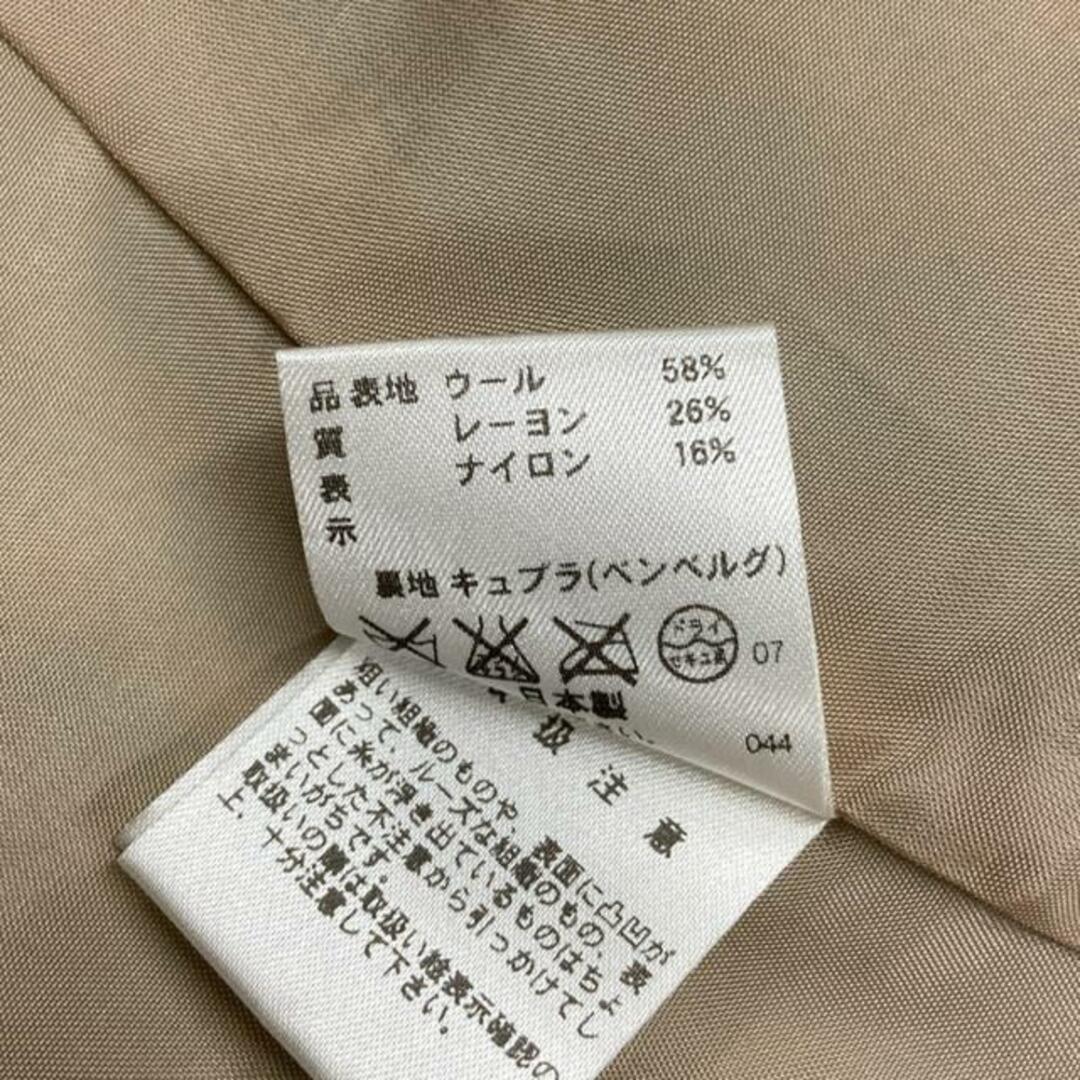 品質表示
表地 ウール 58%
レーヨン 26%
ナイロン 16%
裏地 キュプラ(ベンベルグ)
ドライ
セキユ系
07
日本製
044
扱注意
粗い組織のものや、表面に凸凹が
あって、ルーズな組織のもの、表
面に糸が浮き出ているものはちょ
っとした不注意から引っかけてし
まいがちです。
取扱いの際は取扱い絵表示確認の
上、十分注意して下さい。